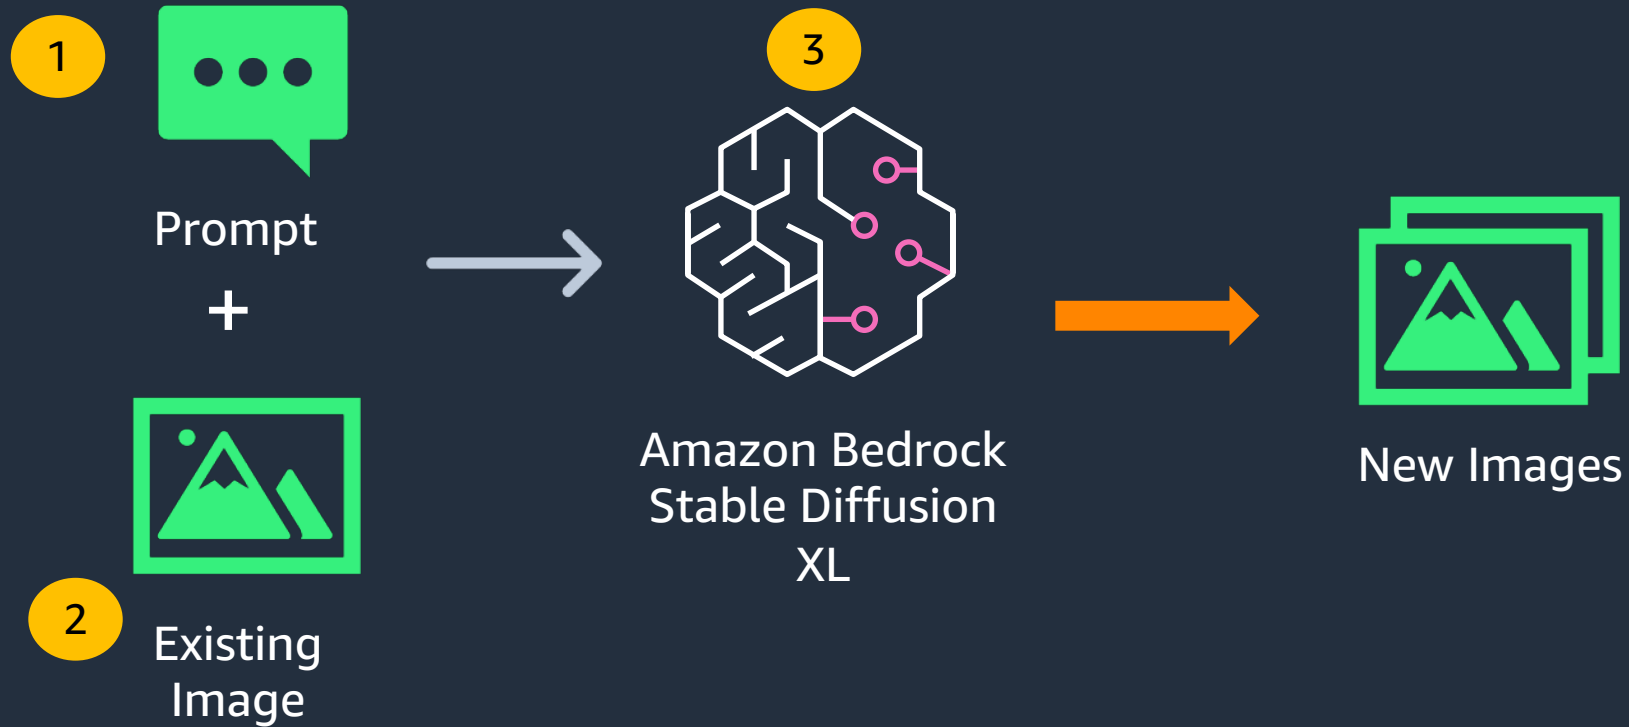 1
Prompt
+
2
Existing
Image
3
Amazon Bedrock
Stable Diffusion
XL
New Images